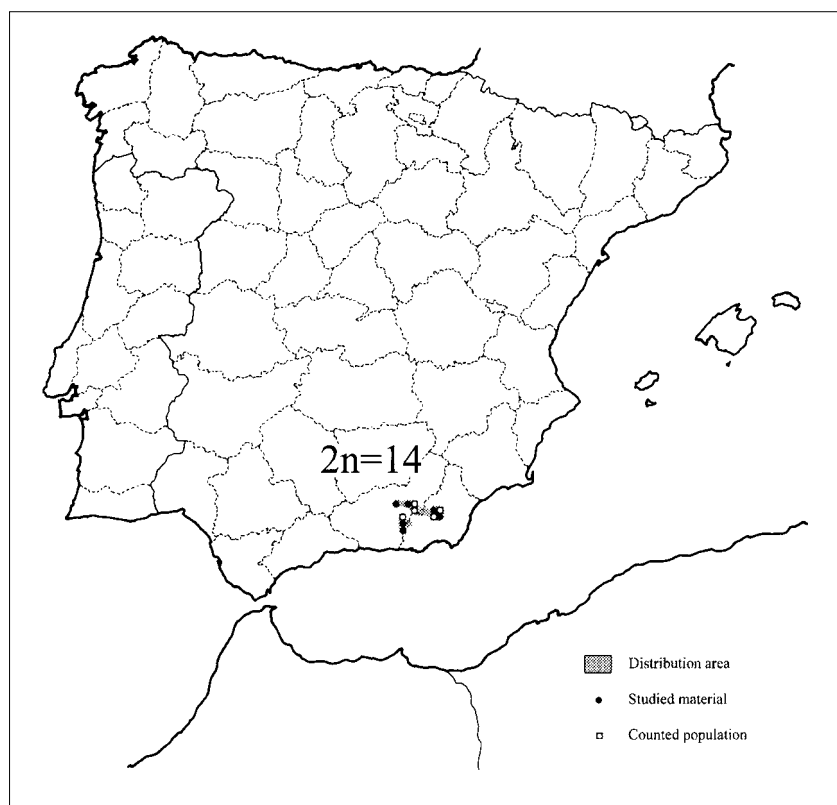 2n=14
Distribution area
Studied material
Counted population